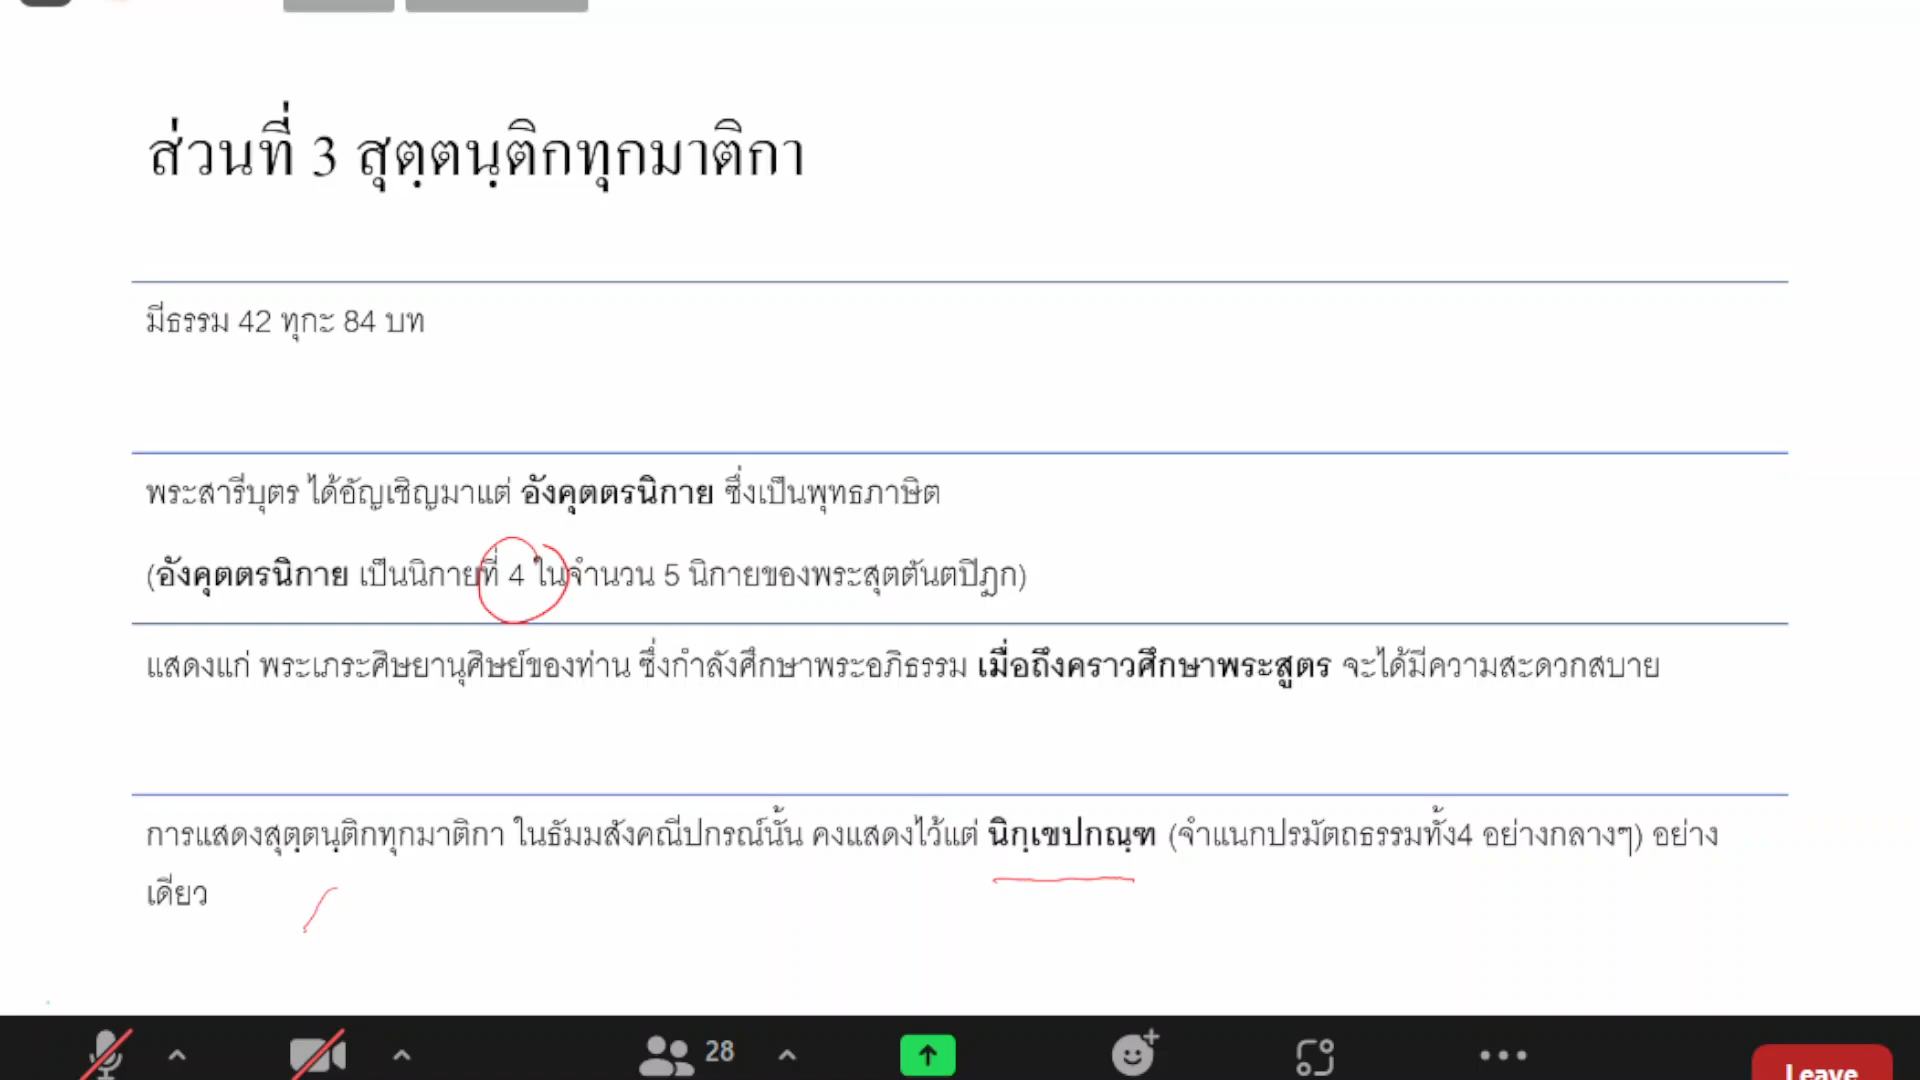 ส่วนที่ 3 สุตฺตนฺติกทุกมาติกา
มีธรรม 42 ทุกะ 84 บท
พระสารีบุตร ได้อัญเชิญมาแต่ อังคุตตรนิกาย ซึ่งเป็นพุทธภาษิต
(อังคุตตรนิกาย เป็นนิกายที่ 4 ในจำนวน 5 นิกายของพระสุตตันตปิฎก)
แสดงแก่ พระเถระศิษยานุศิษย์ของท่าน ซึ่งกำลังศึกษาพระอภิธรรม เมื่อถึงคราวศึกษาพระสูตร จะได้มีความสะดวกสบาย
การแสดงสุตฺตนฺติกทุกมาติกา ในธัมมสังคณีปกรณ์นั้น คงแสดงไว้แต่ นิกฺเขปกณฺฑ (จำแนกปรมัตถธรรมทั้ง4 อย่างกลางๆ) อย่าง
เดียว
28
Leave